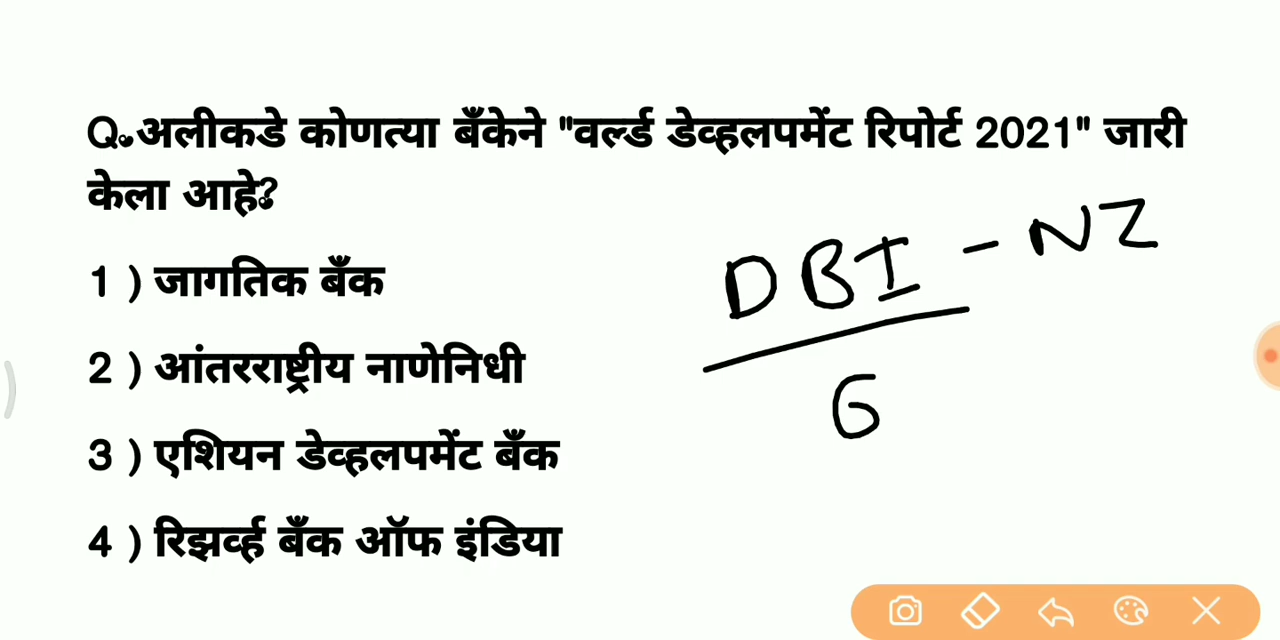 Q.अलीकडे कोणत्या बँकेने "वर्ल्ड डेव्हलपमेंट रिपोर्ट 2021" जारी
केला आहे?
1 ) जागतिक बँक
2 ) आंतरराष्ट्रीय नाणेनिधी
3 ) एशियन डेव्हलपमेंट बँक
4 ) रिझर्व्ह बँक ऑफ इंडिया
DBI - NZ
6